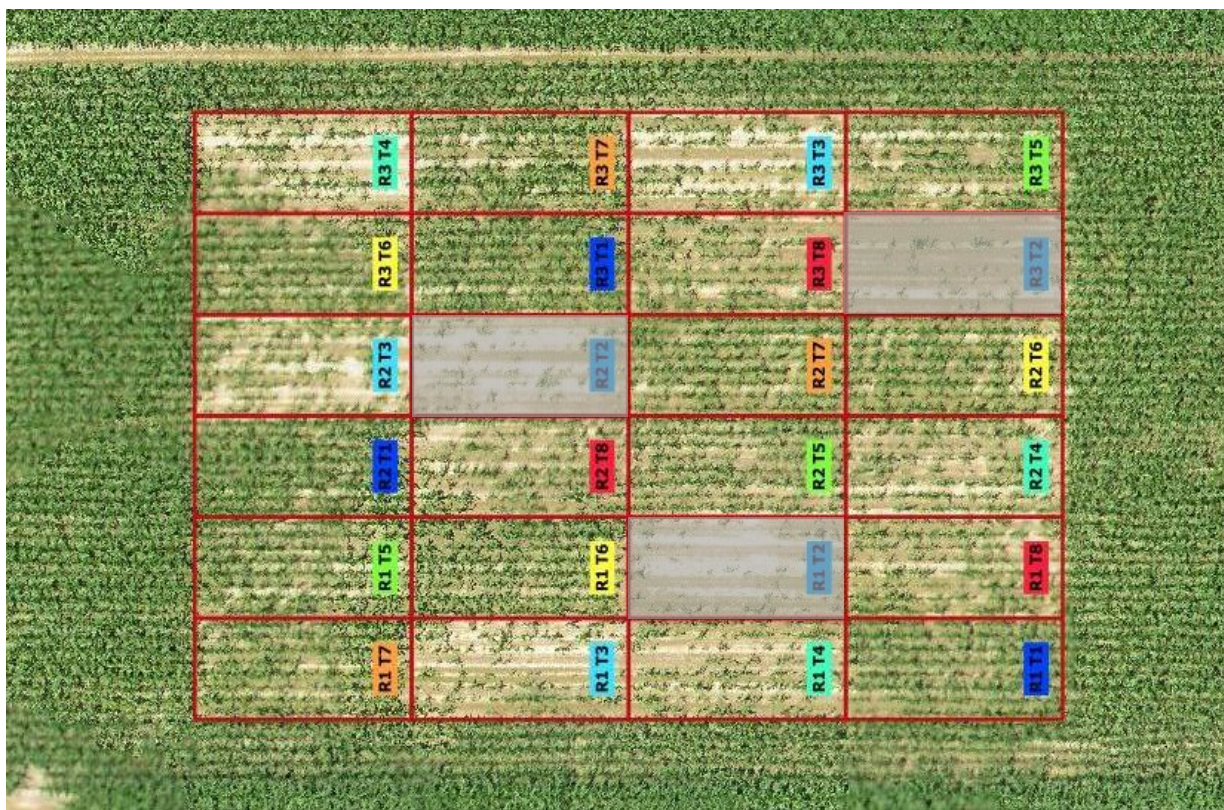 R3 T4
R3 T7
R3 T3
R3 T5
R3 T6
R3 T1
R3 T8
R3 T2
R2 T3
R2 T2
R2 T7
R2 T6
R2 T1
R2 T8
R2 T5
R2 T4
R1 T5
R1 T6
R1 T2
R1 T8
R1 T7
R1 T3
R1 T4
R1 T1